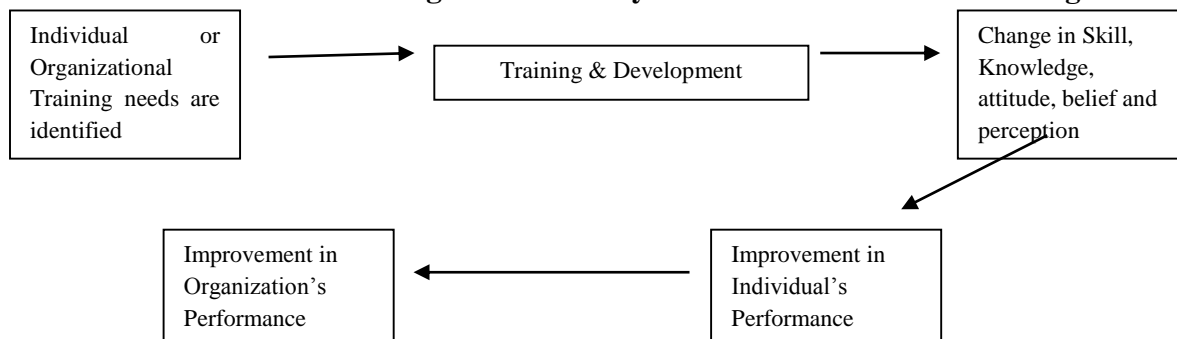 Individual or
Organizational
Training needs are
identified
Training & Development
Change in Skill,
Knowledge,
attitude, belief and
perception
Improvement in
Organization’s
Performance
Improvement in
Individual’s
Performance